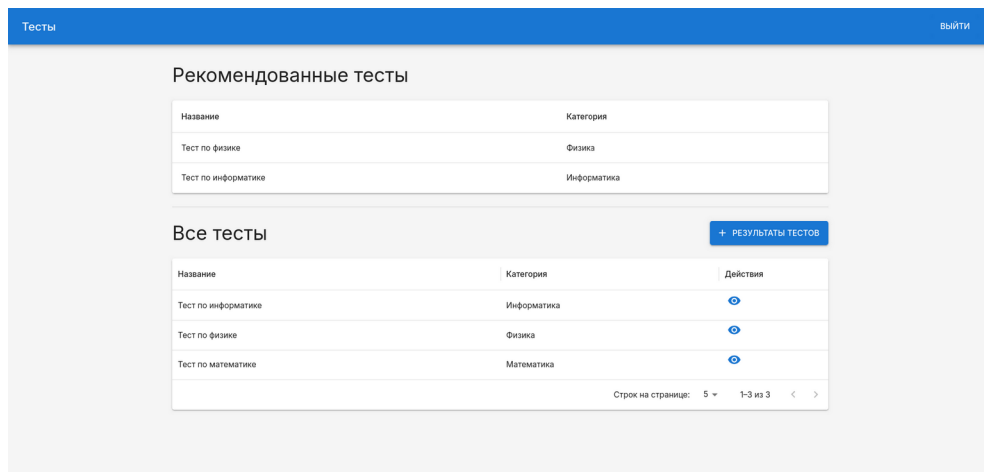 Тесты ВЫЙТИ
Рекомендованные тесты
Название Категория
Тест по физике Физика
Тест по информатике Информатика
Все тесты + РЕЗУЛЬТАТЫ ТЕСТОВ
Название Категория Действия
Тест по информатике Информатика
Тест по физике Физика
Тест по математике Математика
Строк на странице: 5 1–3 из 3